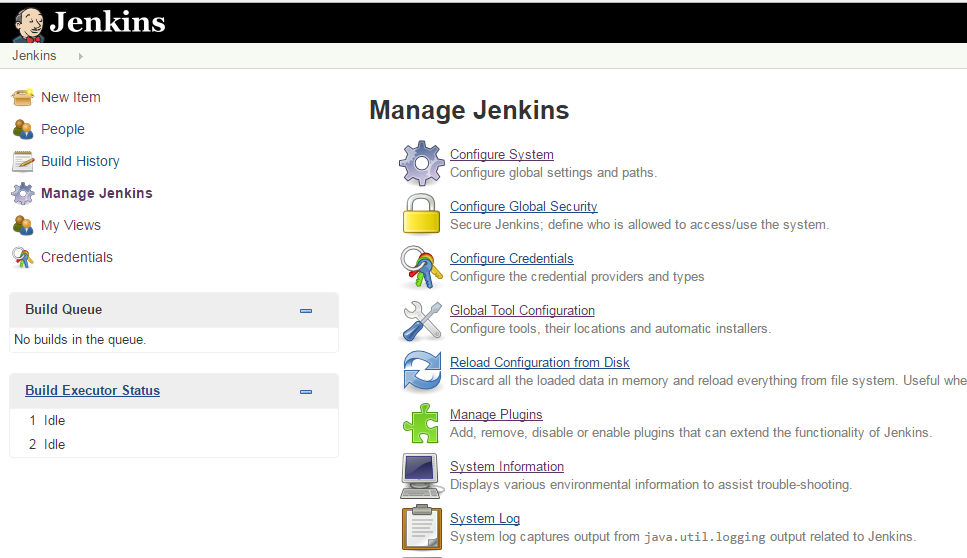 Jenkins
Jenkins
New Item
People
Build History
Manage Jenkins
My Views
Credentials
Build Queue
No builds in the queue.
Build Executor Status
1 Idle
2 Idle
Manage Jenkins
Configure System
Configure global settings and paths.
Configure Global Security
Secure Jenkins; define who is allowed to access/use the system.
Configure Credentials
Configure the credential providers and types
Global Tool Configuration
Configure tools, their locations and automatic installers.
Reload Configuration from Disk
Discard all the loaded data in memory and reload everything from file system. Useful whe
Manage Plugins
Add, remove, disable or enable plugins that can extend the functionality of Jenkins.
System Information
Displays various environmental information to assist trouble-shooting.
System Log
System log captures output from java.util.logging output related to Jenkins.